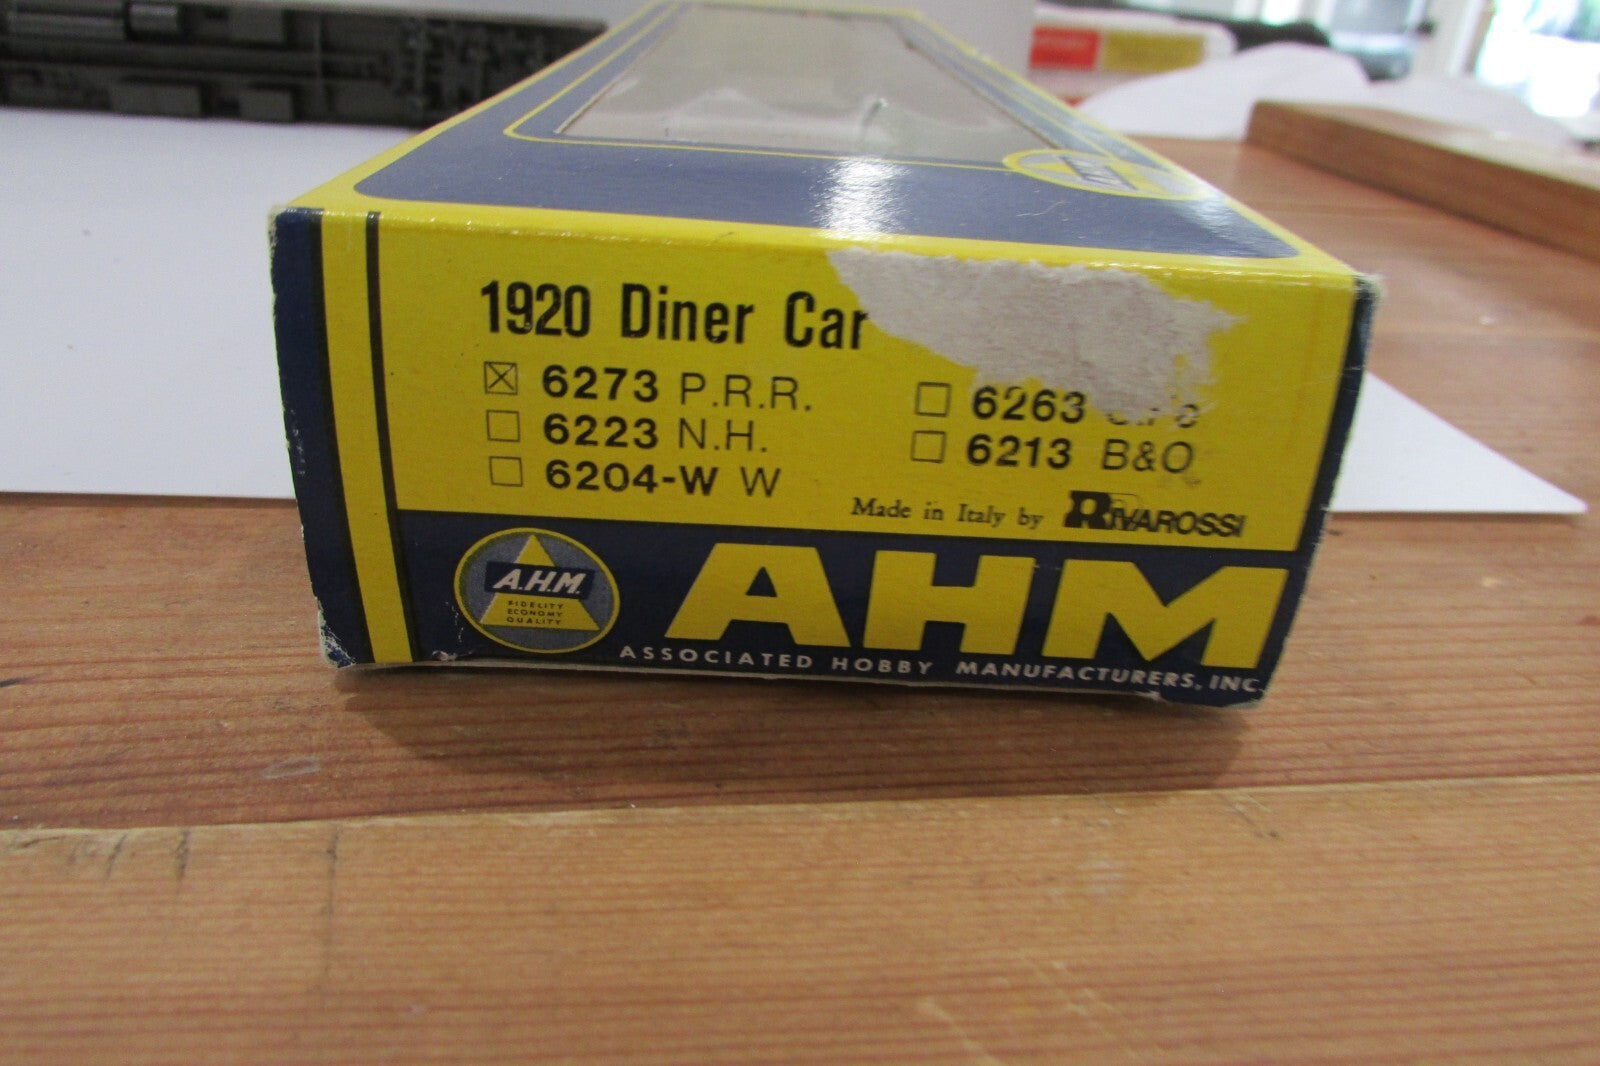 1920 Diner Car
6273 P.R.R.
6223 N.H.
6204-W W
6263
6213 B&O
Made in Italy by RIVAROSSI
A.H.M.
FIDELITY
ECONOMY
QUALITY
AHM
ASSOCIATED HOBBY MANUFACTURERS, INC.